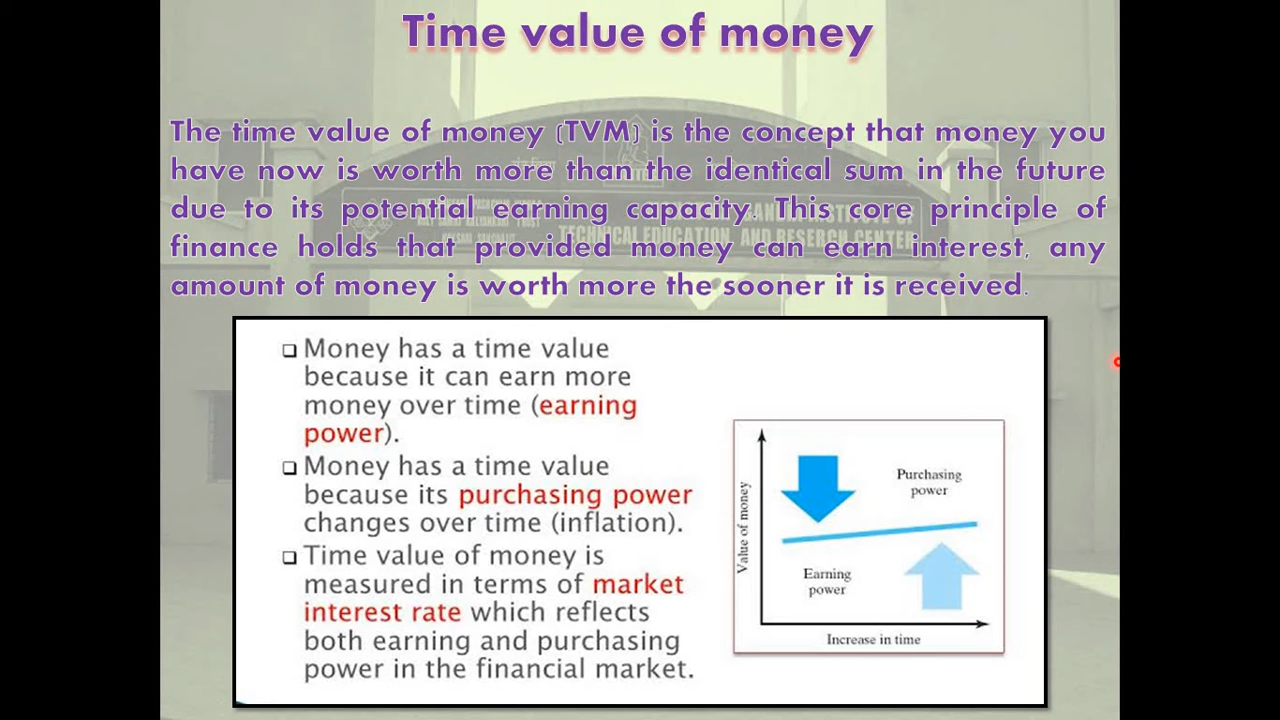 Time value of money
The time value of money (TVM) is the concept that money you
have now is worth more than the identical sum in the future
due to its potential earning capacity. This core principle of
finance holds that provided money can earn interest, any
amount of money is worth more the sooner it is received.
TECHNICAL EDUCATION AND RESERCH CENTER
❑ Money has a time value
because it can earn more
money over time (earning
power).
❑ Money has a time value
because its purchasing power
changes over time (inflation).
❑ Time value of money is
measured in terms of market
interest rate which reflects
both earning and purchasing
power in the financial market.
Value of money
Purchasing
power
Earning
power
Increase in time